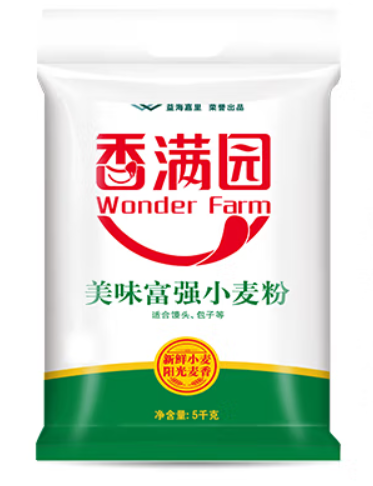 益海嘉里 荣誉出品
香满园
Wonder Farm
美味富强小麦粉
适合馒头、包子等
新鲜小麦
阳光麦香
净含量:5千克